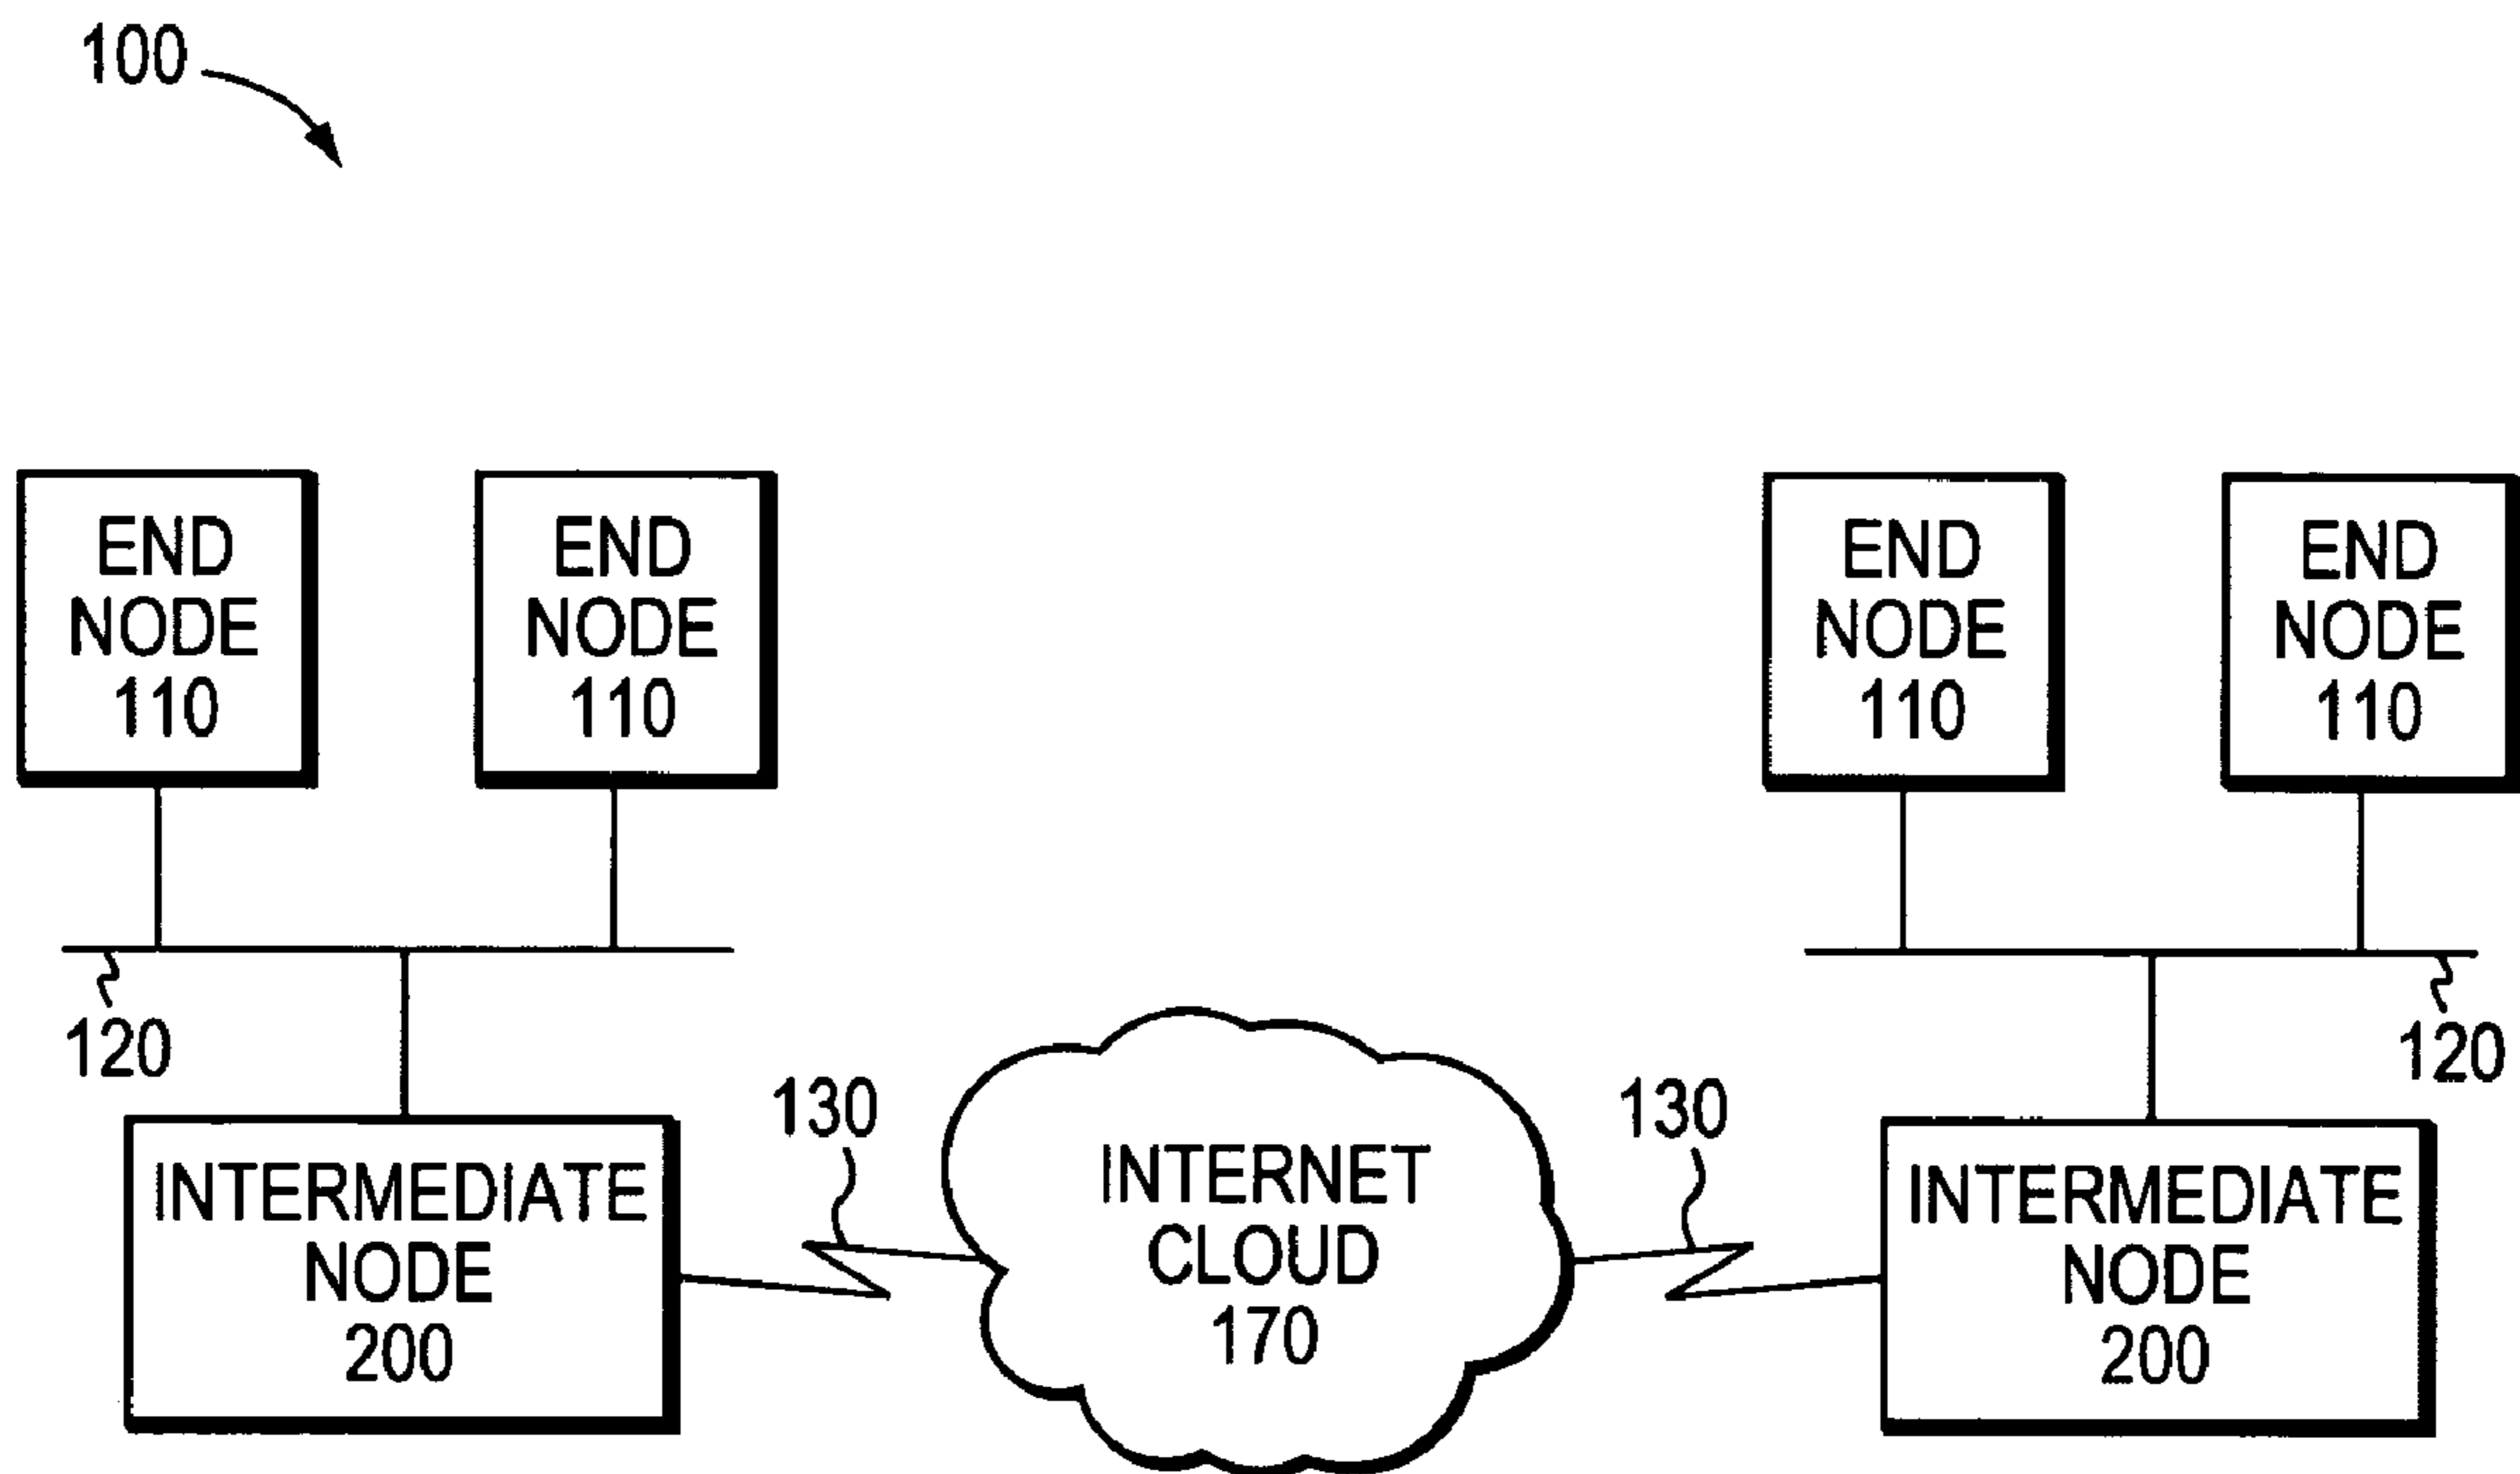 100
END
NODE
110
END
NODE
110
END
NODE
110
END
NODE
110
120
120
130
130
INTERMEDIATE
NODE
200
INTERNET
CLOUD
170
INTERMEDIATE
NODE
200